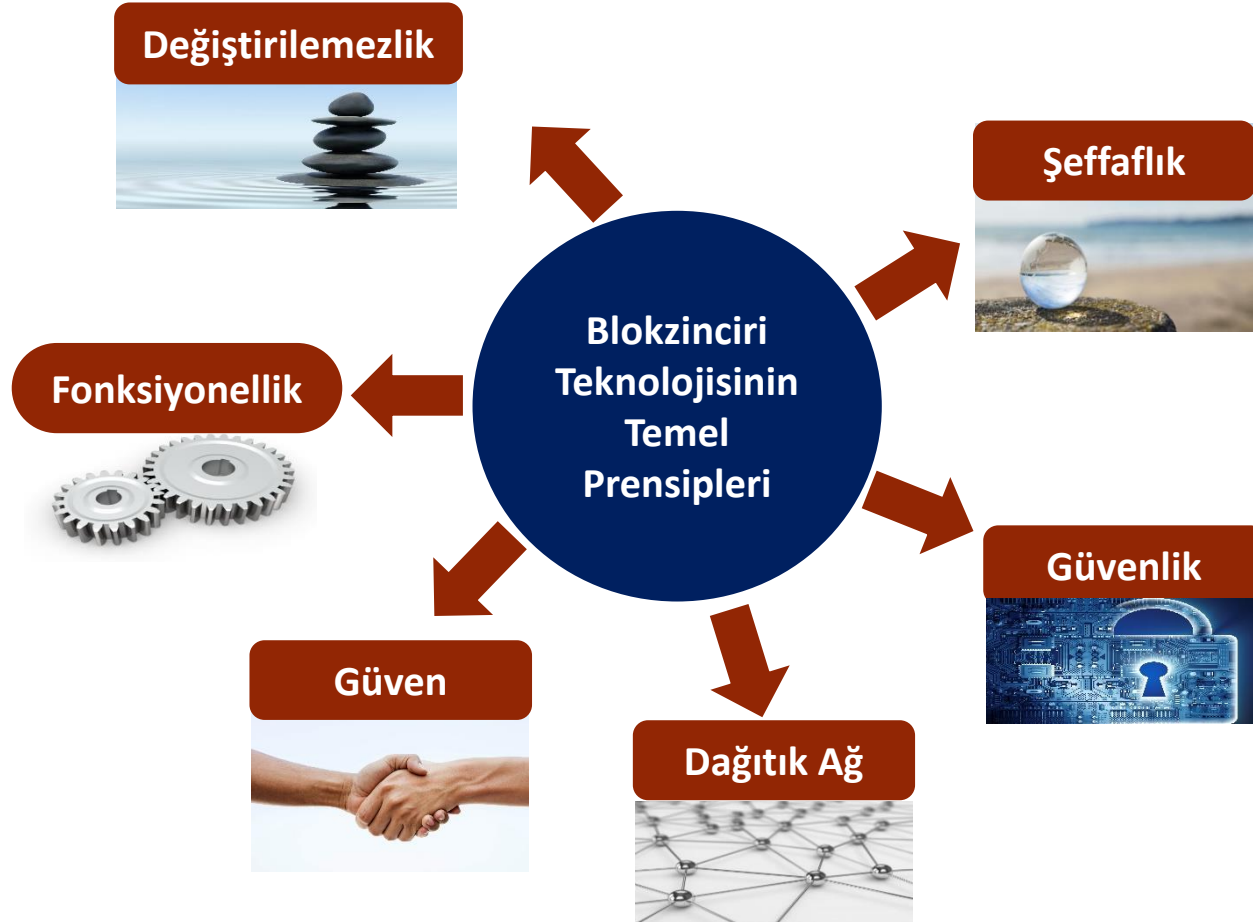 Değiştirilemezlik
Şeffaflık
Blokzinciri
Teknolojisinin
Temel
Prensipleri
Fonksiyonellik
Güvenlik
Güven
Dağıtık Ağ